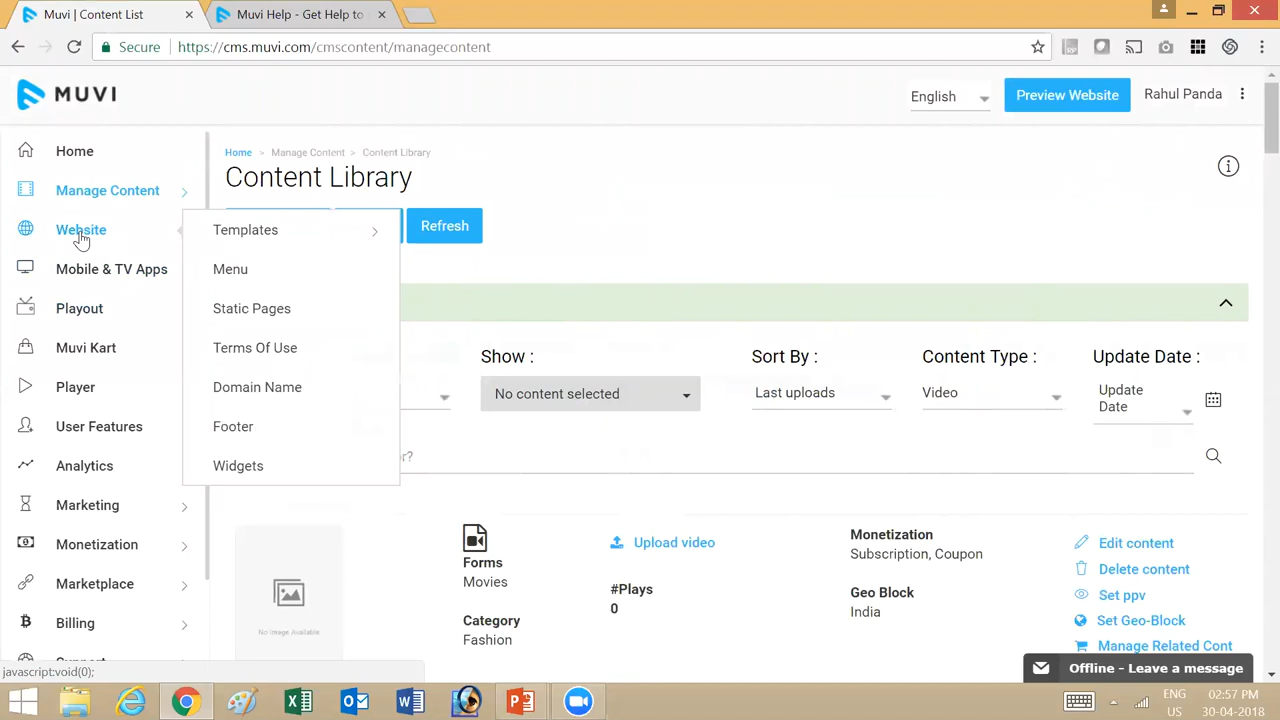 Muvi | Content List
Muvi Help - Get Help to
Secure
https://cms.muvi.com/cmscontent/managecontent
MUVI
English
Preview Website
Rahul Panda
Home
Manage Content
Website
Mobile & TV Apps
Playout
Muvi Kart
Player
User Features
Analytics
Marketing
Monetization
Marketplace
Billing
Support
Templates
Menu
Static Pages
Terms Of Use
Domain Name
Footer
Widgets
Home > Manage Content > Content Library
Content Library
Refresh
Show :
No content selected
Sort By :
Last uploads
Content Type :
Video
Update Date :
Update
Date
or?
No Image Available
Forms
Movies
Category
Fashion
Upload video
#Plays
0
Monetization
Subscription, Coupon
Geo Block
India
Edit content
Delete content
Set ppv
Set Geo-Block
Manage Related Cont
Offline - Leave a message
javascript:void(0);
ENG
US
02:57 PM
30-04-2018